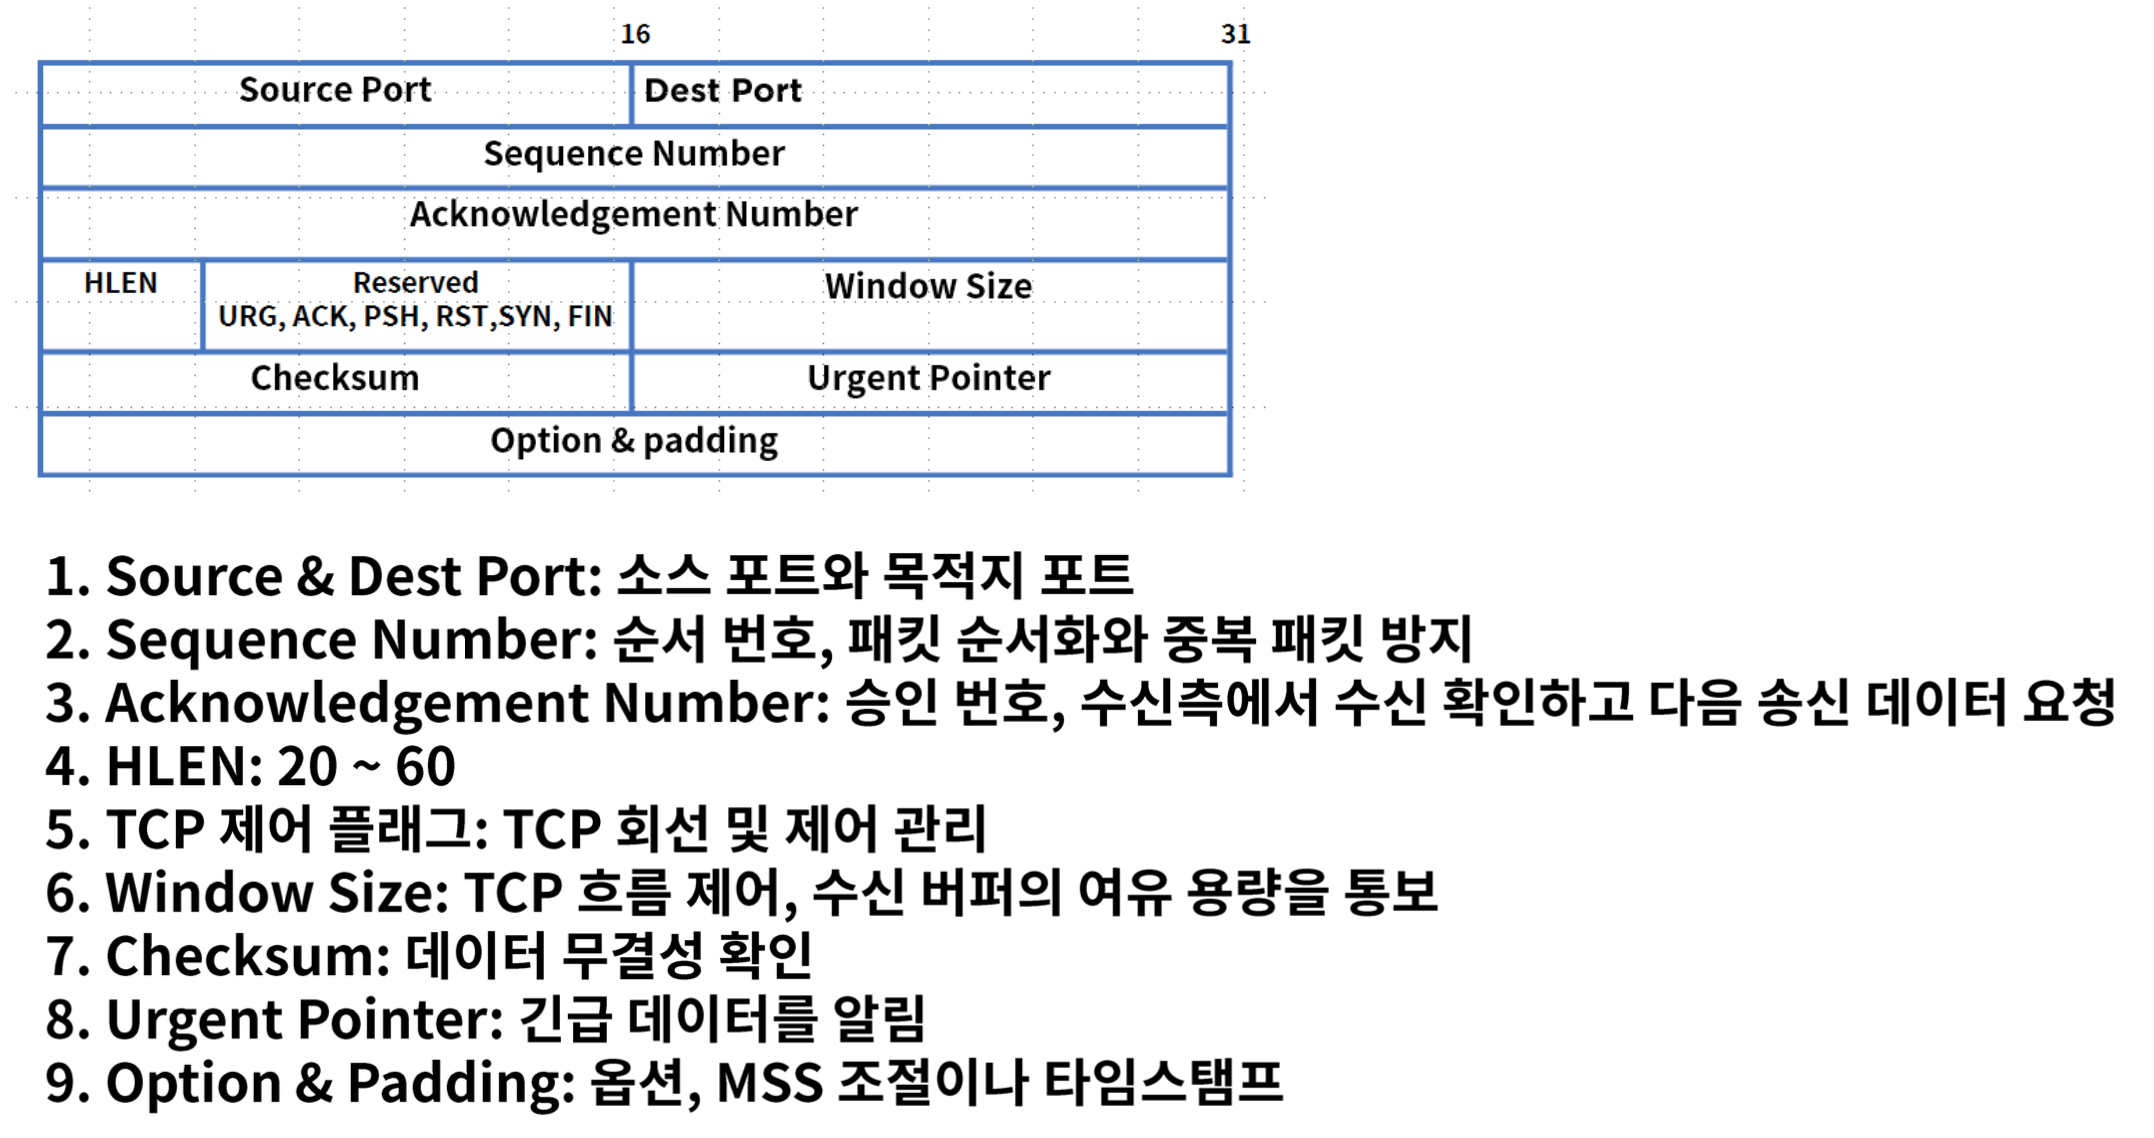 16 31
Source Port Dest Port
Sequence Number
Acknowledgement Number
HLEN Reserved Window Size
URG, ACK, PSH, RST,SYN, FIN
Checksum Urgent Pointer
Option & padding
1. Source & Dest Port: 소스 포트와 목적지 포트
2. Sequence Number: 순서 번호, 패킷 순서화와 중복 패킷 방지
3. Acknowledgement Number: 승인 번호, 수신측에서 수신 확인하고 다음 송신 데이터 요청
4. HLEN: 20 ~ 60
5. TCP 제어 플래그: TCP 회선 및 제어 관리
6. Window Size: TCP 흐름 제어, 수신 버퍼의 여유 용량을 통보
7. Checksum: 데이터 무결성 확인
8. Urgent Pointer: 긴급 데이터를 알림
9. Option & Padding: 옵션, MSS 조절이나 타임스탬프